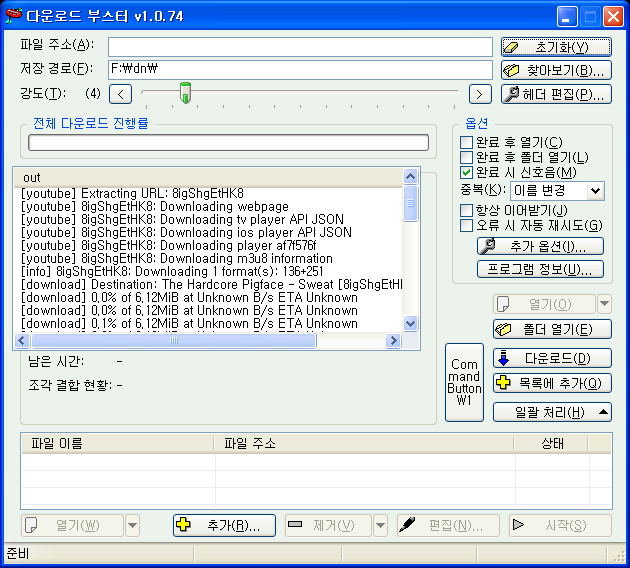 다운로드 부스터 v1.0.74
파일 주소(A):
초기화(Y)
저장 경로(F): F:\dn\
찾아보기(B)...
강도(T): (4) < >
헤더 편집(P)...
전체 다운로드 진행률
옵션
완료 후 열기(C)
완료 후 폴더 열기(L)
완료 시 신호음(M)
중복(K): 이름 변경
항상 이어받기(J)
오류 시 자동 재시도(G)
추가 옵션(I)...
프로그램 정보(U)...
out
[youtube] Extracting URL: 8igShgEtHK8
[youtube] 8igShgEtHK8: Downloading webpage
[youtube] 8igShgEtHK8: Downloading tv player API JSON
[youtube] 8igShgEtHK8: Downloading ios player API JSON
[youtube] 8igShgEtHK8: Downloading player af7f576f
[youtube] 8igShgEtHK8: Downloading m3u8 information
[info] 8igShgEtHK8: Downloading 1 format(s): 136+251
[download] Destination: The Hardcore Pigface - Sweat [8igShgEtHI
[download] 0.0% of 6.12MiB at Unknown B/s ETA Unknown
[download] 0.0% of 6.12MiB at Unknown B/s ETA Unknown
[download] 0.1% of 6.12MiB at Unknown B/s ETA Unknown
남은 시간: -
조각 결합 현황: -
Com
mand
Button
W1
열기(O)
폴더 열기(E)
다운로드(D)
목록에 추가(Q)
일괄 처리(H)
파일 이름 파일 주소 상태
열기(W) 추가(R)... 제거(V) 편집(N)... 시작(S)
준비